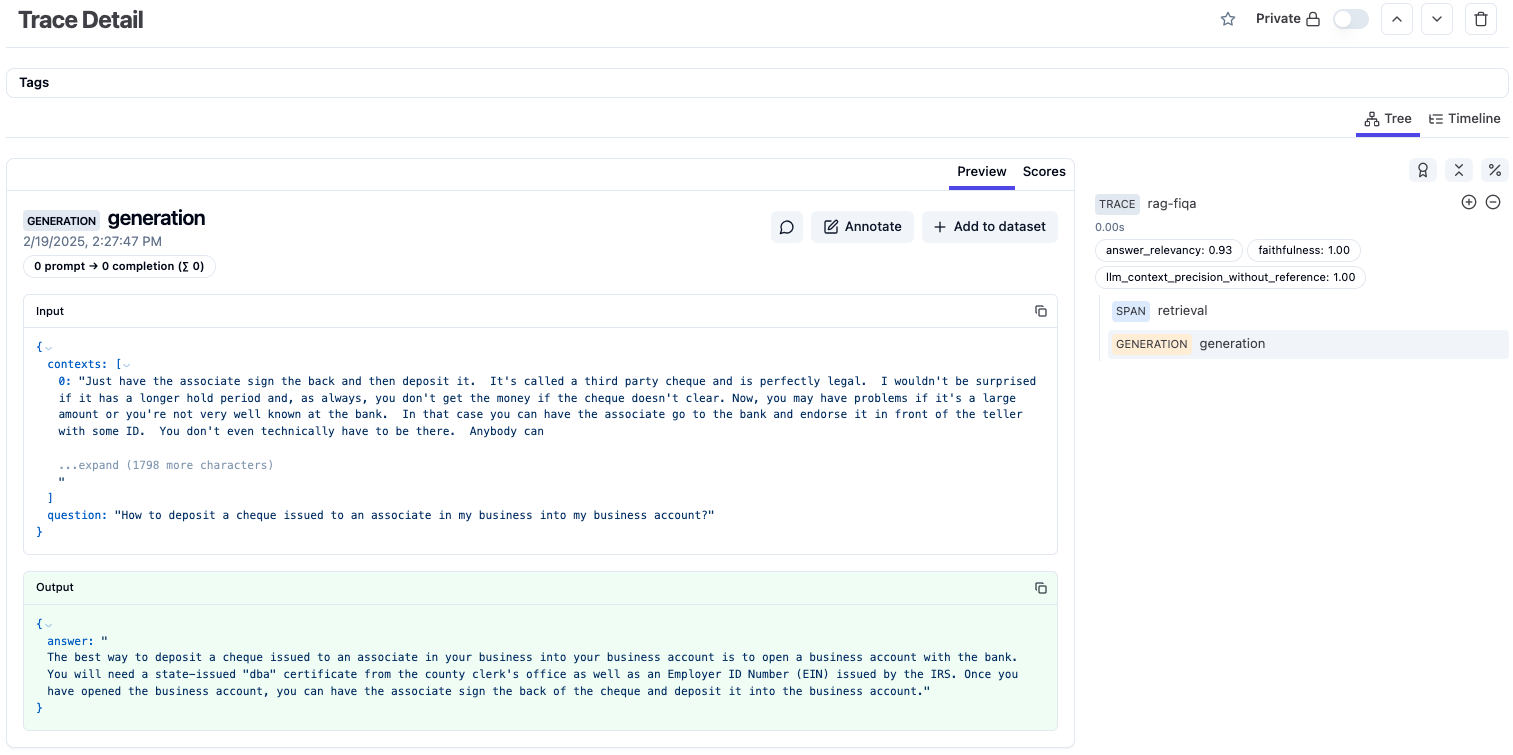 Trace Detail
Private
Tags
Tree
Timeline
Preview
Scores
GENERATION generation
2/19/2025, 2:27:47 PM
0 prompt → 0 completion (∑ 0)
Annotate
+ Add to dataset
Input
{
contexts: [
0: "Just have the associate sign the back and then deposit it.  It's called a third party cheque and is perfectly legal.  I wouldn't be surprised
if it has a longer hold period and, as always, you don't get the money if the cheque doesn't clear. Now, you may have problems if it's a large
amount or you're not very well known at the bank.  In that case you can have the associate go to the bank and endorse it in front of the teller
with some ID.  You don't even technically have to be there.  Anybody can
...expand (1798 more characters)
"
]
question: "How to deposit a cheque issued to an associate in my business into my business account?"
}
Output
{
answer: "
The best way to deposit a cheque issued to an associate in your business into your business account is to open a business account with the bank.
You will need a state-issued "dba" certificate from the county clerk's office as well as an Employer ID Number (EIN) issued by the IRS. Once you
have opened the business account, you can have the associate sign the back of the cheque and deposit it into the business account."
}
TRACE rag-fiqa
0.00s
answer_relevancy: 0.93
faithfulness: 1.00
llm_context_precision_without_reference: 1.00
SPAN retrieval
GENERATION generation